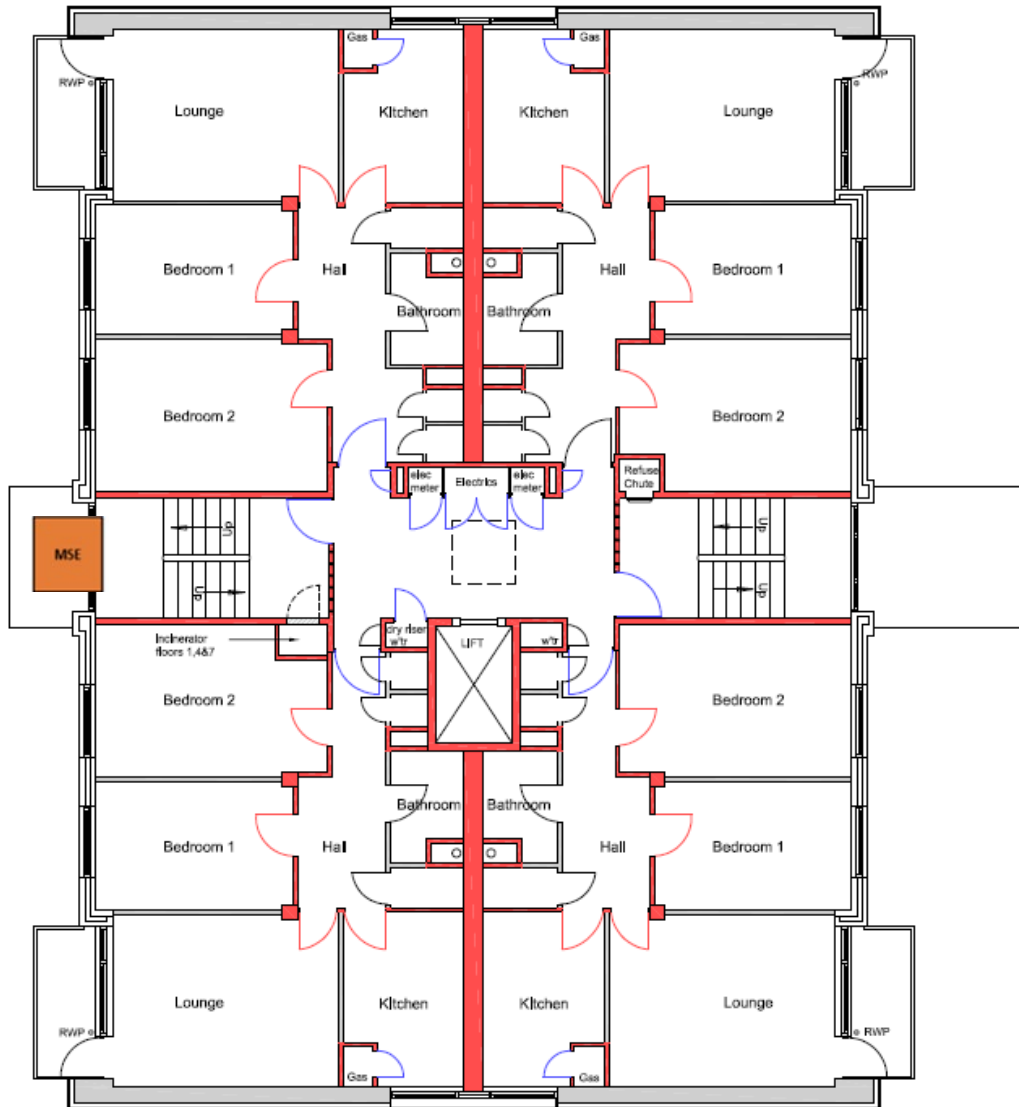 Gas
Gas
RWP
RWP
Lounge
Kitchen
Kitchen
Lounge
Bedroom 1
Hall
Hall
Bedroom 1
Bathroom
Bathroom
Bedroom 2
Bedroom 2
elec
meter
Electrics
elec
meter
Refuse
Chute
Up
Up
MSE
Up
Up
dry riser
w'tr
LIFT
w'tr
Incinerator
floors 1,4&7
Bedroom 2
Bedroom 2
Bathroom
Bathroom
Bedroom 1
Hall
Hall
Bedroom 1
Lounge
Kitchen
Kitchen
Lounge
RWP
RWP
Gas
Gas